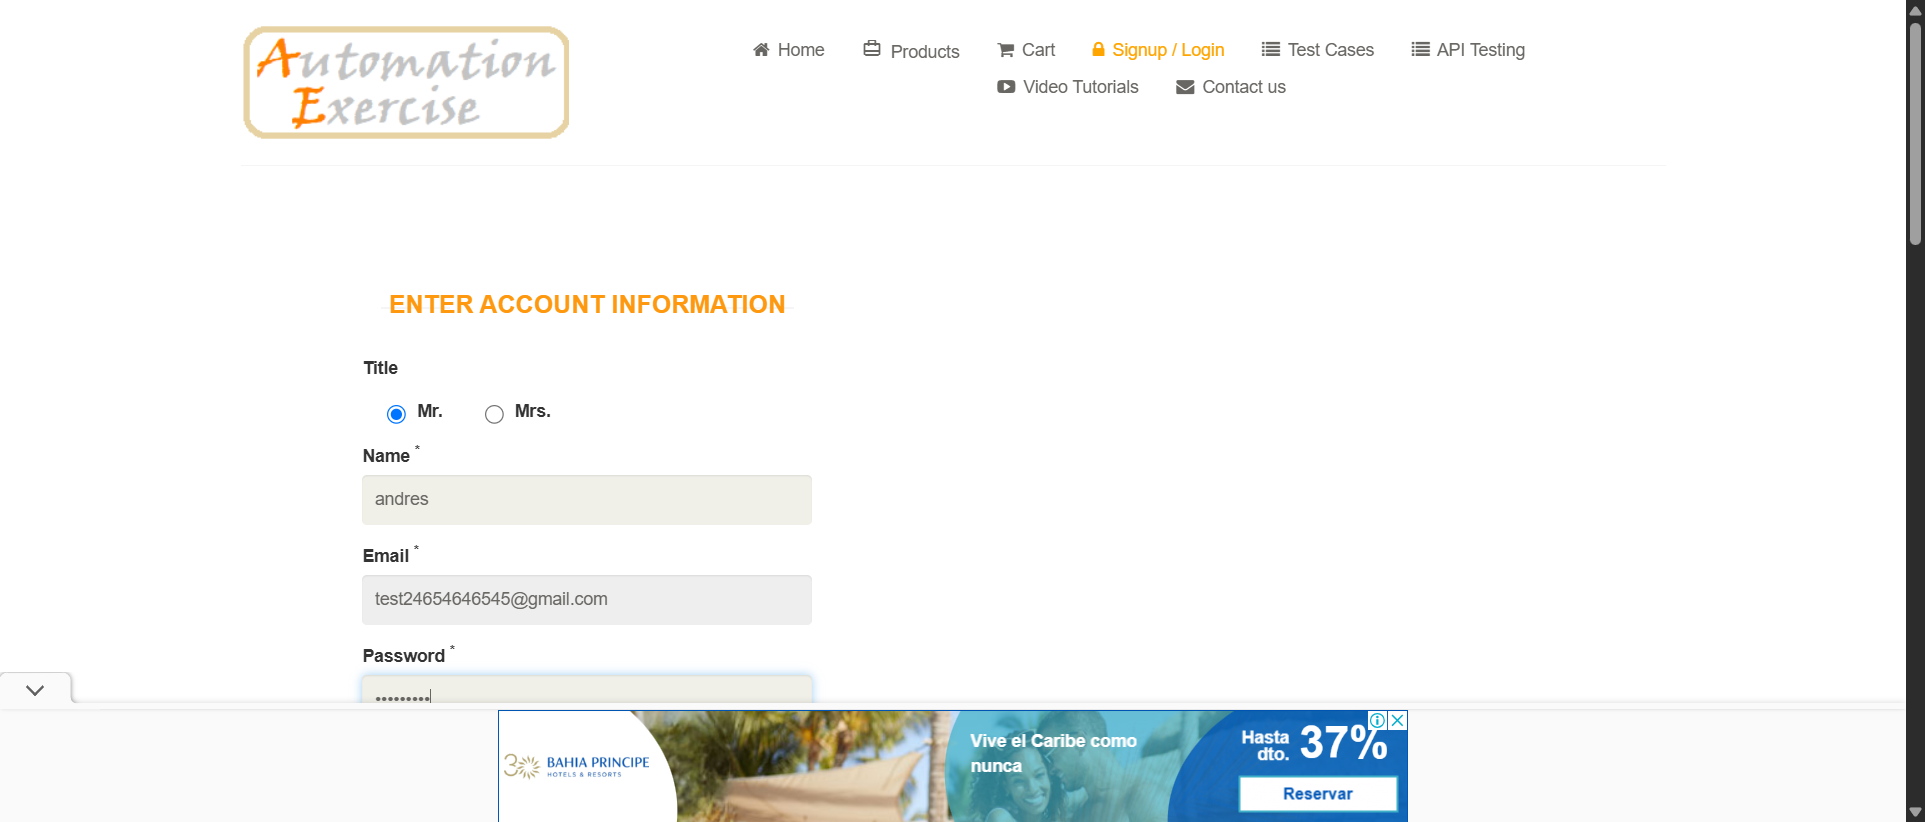 Automation
Exercise
Home
Products
Cart
Signup / Login
Test Cases
API Testing
Video Tutorials
Contact us
ENTER ACCOUNT INFORMATION
Title
Mr.
Mrs.
Name *
andres
Email *
test24654646545@gmail.com
Password *
•••••••••
30 BAHIA PRINCIPE
HOTELS & RESORTS
Vive el Caribe como
nunca
Hasta
dto. 37%
Reservar